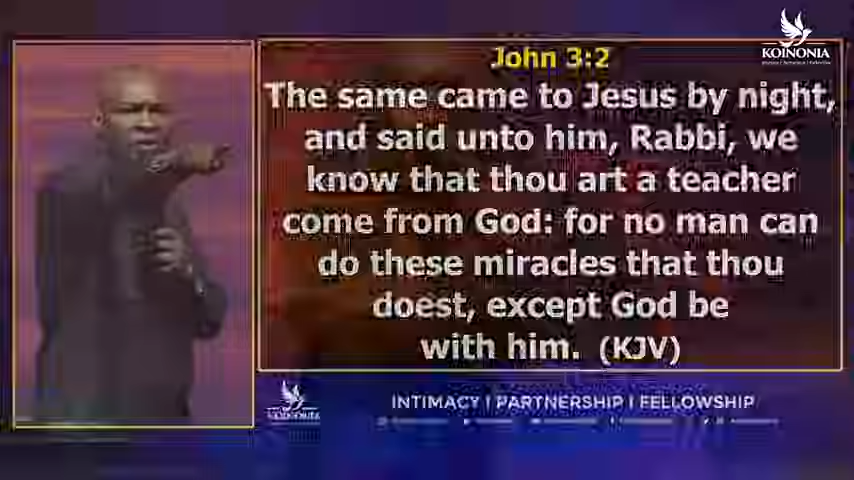 John 3:2
KOINONIA
The same came to Jesus by night,
and said unto him, Rabbi, we
know that thou art a teacher
come from God: for no man can
do these miracles that thou
doest, except God be
with him. (KJV)
KOINONIA
INTIMACY | PARTNERSHIP | FELLOWSHIP